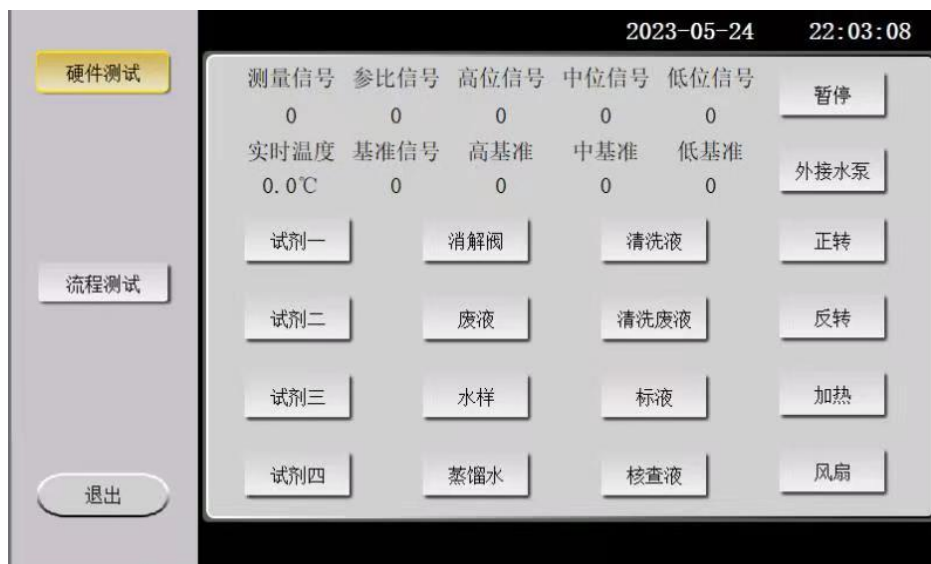 2023-05-24 22:03:08
硬件测试
流程测试
退出
测量信号 参比信号 高位信号 中位信号 低位信号
0 0 0 0 0
实时温度 基准信号 高基准 中基准 低基准
0.0℃ 0 0 0 0
暂停
外接水泵
试剂一 消解阀 清洗液 正转
试剂二 废液 清洗废液 反转
试剂三 水样 标液 加热
试剂四 蒸馏水 核查液 风扇